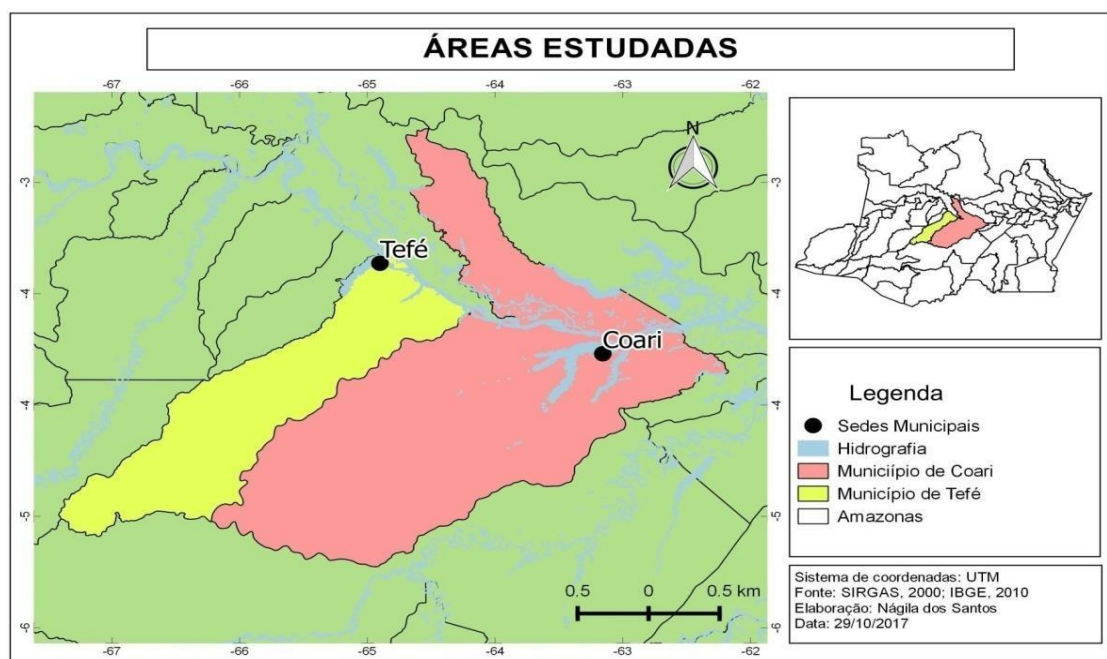 ÁREAS ESTUDADAS
-67 -66 -65 -64 -63 -62
N
-3 -3
Tefé
-4 -4
Coari
-4 -4
-5 -5
0.5 0 0.5 km
-6 -6
-67 -66 -65 -64 -63 -62
Legenda
Sedes Municipais
Hidrografia
Municiípio de Coari
Município de Tefé
Amazonas
Sistema de coordenadas: UTM
Fonte: SIRGAS, 2000; IBGE, 2010
Elaboração: Nágila dos Santos
Data: 29/10/2017